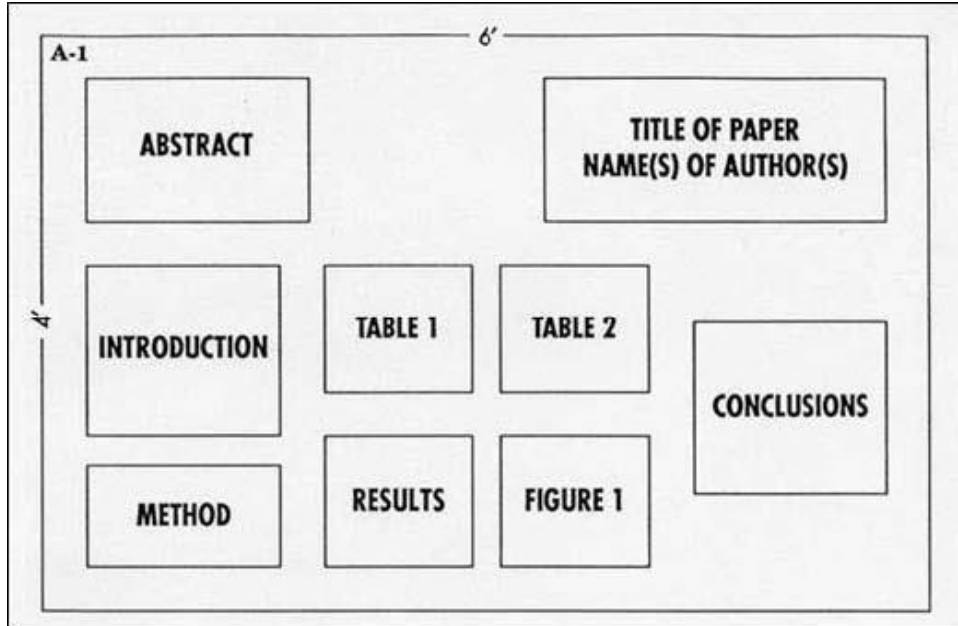 6'
A-1
ABSTRACT
TITLE OF PAPER
NAME(S) OF AUTHOR(S)
4'
INTRODUCTION
TABLE 1
TABLE 2
CONCLUSIONS
METHOD
RESULTS
FIGURE 1